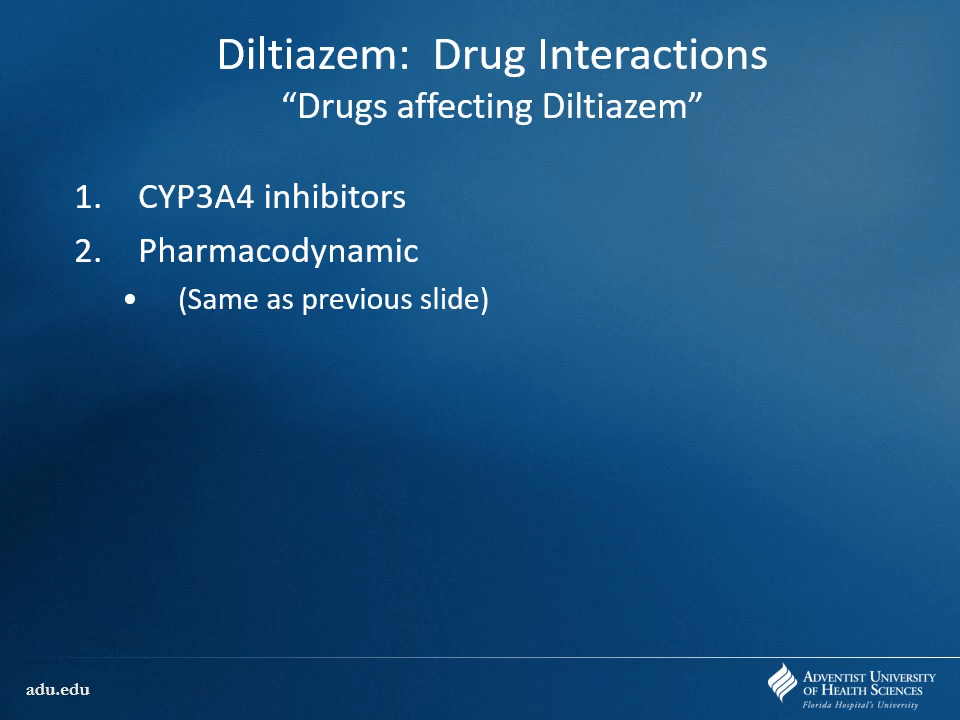 Diltiazem:  Drug Interactions
“Drugs affecting Diltiazem”
1. CYP3A4 inhibitors
2. Pharmacodynamic
• (Same as previous slide)
adu.edu
ADVENTIST UNIVERSITY
OF HEALTH SCIENCES
Florida Hospital's University